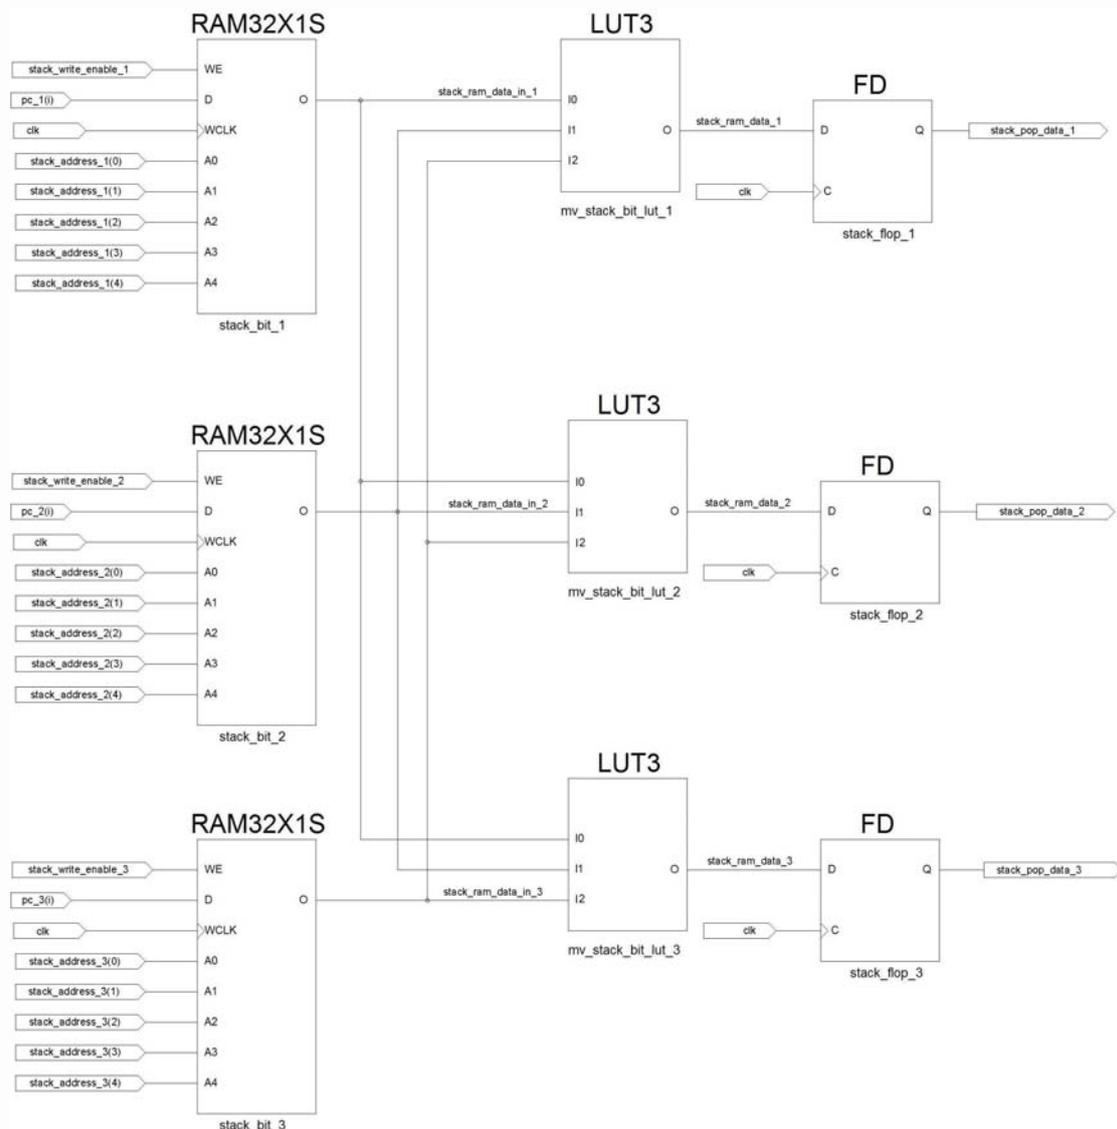 RAM32X1S
stack_write_enable_1
WE
pc_1(i)
D
O
clk
WCLK
stack_address_1(0)
A0
stack_address_1(1)
A1
stack_address_1(2)
A2
stack_address_1(3)
A3
stack_address_1(4)
A4
stack_bit_1
stack_ram_data_in_1
LUT3
I0
I1
I2
O
mv_stack_bit_lut_1
stack_ram_data_1
FD
D
Q
clk
C
stack_flop_1
stack_pop_data_1
RAM32X1S
stack_write_enable_2
WE
pc_2(i)
D
O
clk
WCLK
stack_address_2(0)
A0
stack_address_2(1)
A1
stack_address_2(2)
A2
stack_address_2(3)
A3
stack_address_2(4)
A4
stack_bit_2
stack_ram_data_in_2
LUT3
I0
I1
I2
O
mv_stack_bit_lut_2
stack_ram_data_2
FD
D
Q
clk
C
stack_flop_2
stack_pop_data_2
RAM32X1S
stack_write_enable_3
WE
pc_3(i)
D
O
clk
WCLK
stack_address_3(0)
A0
stack_address_3(1)
A1
stack_address_3(2)
A2
stack_address_3(3)
A3
stack_address_3(4)
A4
stack_bit_3
stack_ram_data_in_3
LUT3
I0
I1
I2
O
mv_stack_bit_lut_3
stack_ram_data_3
FD
D
Q
clk
C
stack_flop_3
stack_pop_data_3